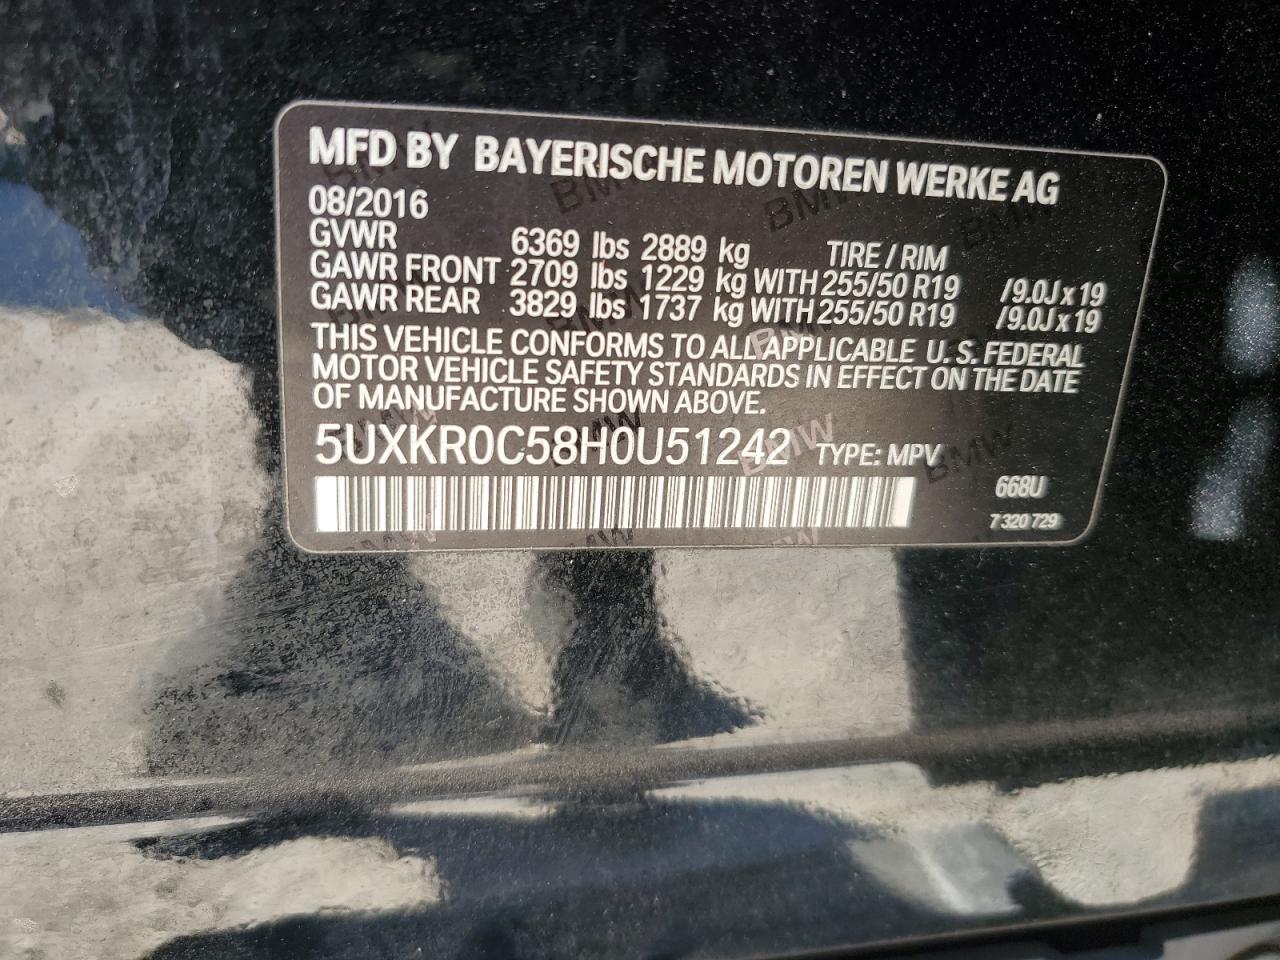 MFD BY BAYERISCHE MOTOREN WERKE AG
08/2016
GVWR 6369 lbs 2889 kg TIRE / RIM
GAWR FRONT 2709 lbs 1229 kg WITH 255/50 R19 /9.0J x 19
GAWR REAR 3829 lbs 1737 kg WITH 255/50 R19 /9.0J x 19
THIS VEHICLE CONFORMS TO ALL APPLICABLE U. S. FEDERAL
MOTOR VEHICLE SAFETY STANDARDS IN EFFECT ON THE DATE
OF MANUFACTURE SHOWN ABOVE.
5UXKR0C58H0U51242 TYPE: MPV
668U
7 320 729